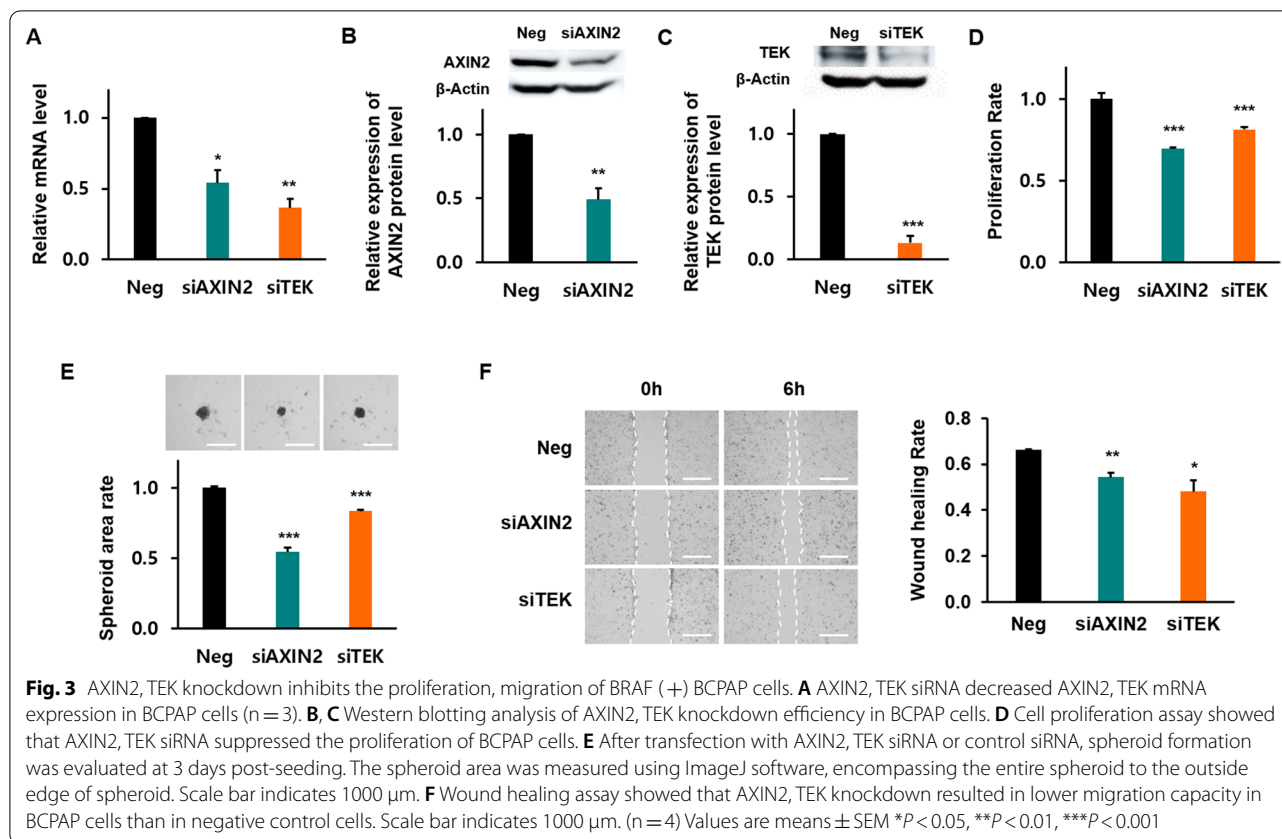 A
Relative mRNA level
1.0
0.5
0.0
*
**
Neg siAXIN2 siTEK
B
Neg siAXIN2
AXIN2
β-Actin
Relative expression of
AXIN2 protein level
1.0
0.5
0.0
**
Neg siAXIN2
C
Neg siTEK
TEK
β-Actin
Relative expression of
TEK protein level
1.0
0.5
0.0
***
Neg siTEK
D
Proliferation Rate
1.0
0.5
0.0
***
***
Neg siAXIN2 siTEK
E
Spheroid area rate
1.0
0.5
0.0
***
***
Neg siAXIN2 siTEK
F
0h 6h
Neg
siAXIN2
siTEK
Wound healing Rate
0.8
0.6
0.4
0.2
0.0
**
*
Neg siAXIN2 siTEK
Fig. 3 AXIN2, TEK knockdown inhibits the proliferation, migration of BRAF (+) BCPAP cells. A AXIN2, TEK siRNA decreased AXIN2, TEK mRNA
expression in BCPAP cells (n = 3). B, C Western blotting analysis of AXIN2, TEK knockdown efficiency in BCPAP cells. D Cell proliferation assay showed
that AXIN2, TEK siRNA suppressed the proliferation of BCPAP cells. E After transfection with AXIN2, TEK siRNA or control siRNA, spheroid formation
was evaluated at 3 days post-seeding. The spheroid area was measured using ImageJ software, encompassing the entire spheroid to the outside
edge of spheroid. Scale bar indicates 1000 μm. F Wound healing assay showed that AXIN2, TEK knockdown resulted in lower migration capacity in
BCPAP cells than in negative control cells. Scale bar indicates 1000 μm. (n = 4) Values are means ± SEM *P < 0.05, **P < 0.01, ***P < 0.001